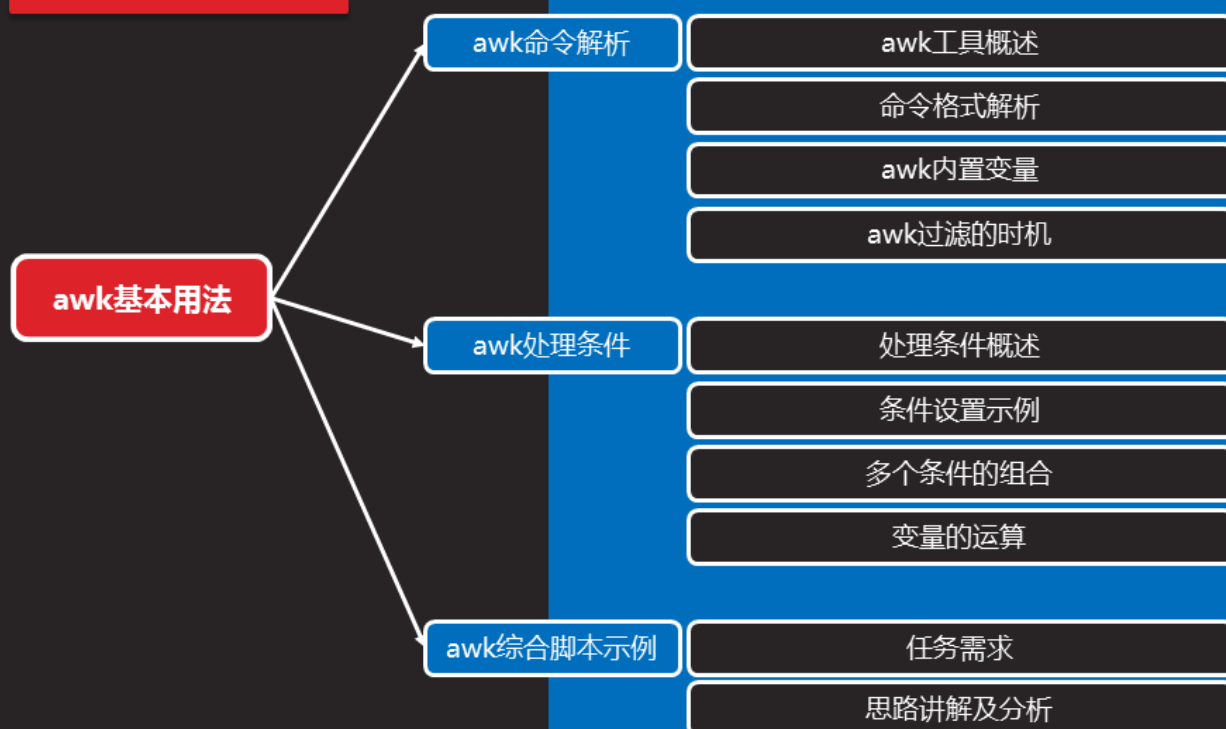 awk基本用法
awk命令解析
awk工具概述
命令格式解析
awk内置变量
awk过滤的时机
awk处理条件
处理条件概述
条件设置示例
多个条件的组合
变量的运算
awk综合脚本示例
任务需求
思路讲解及分析